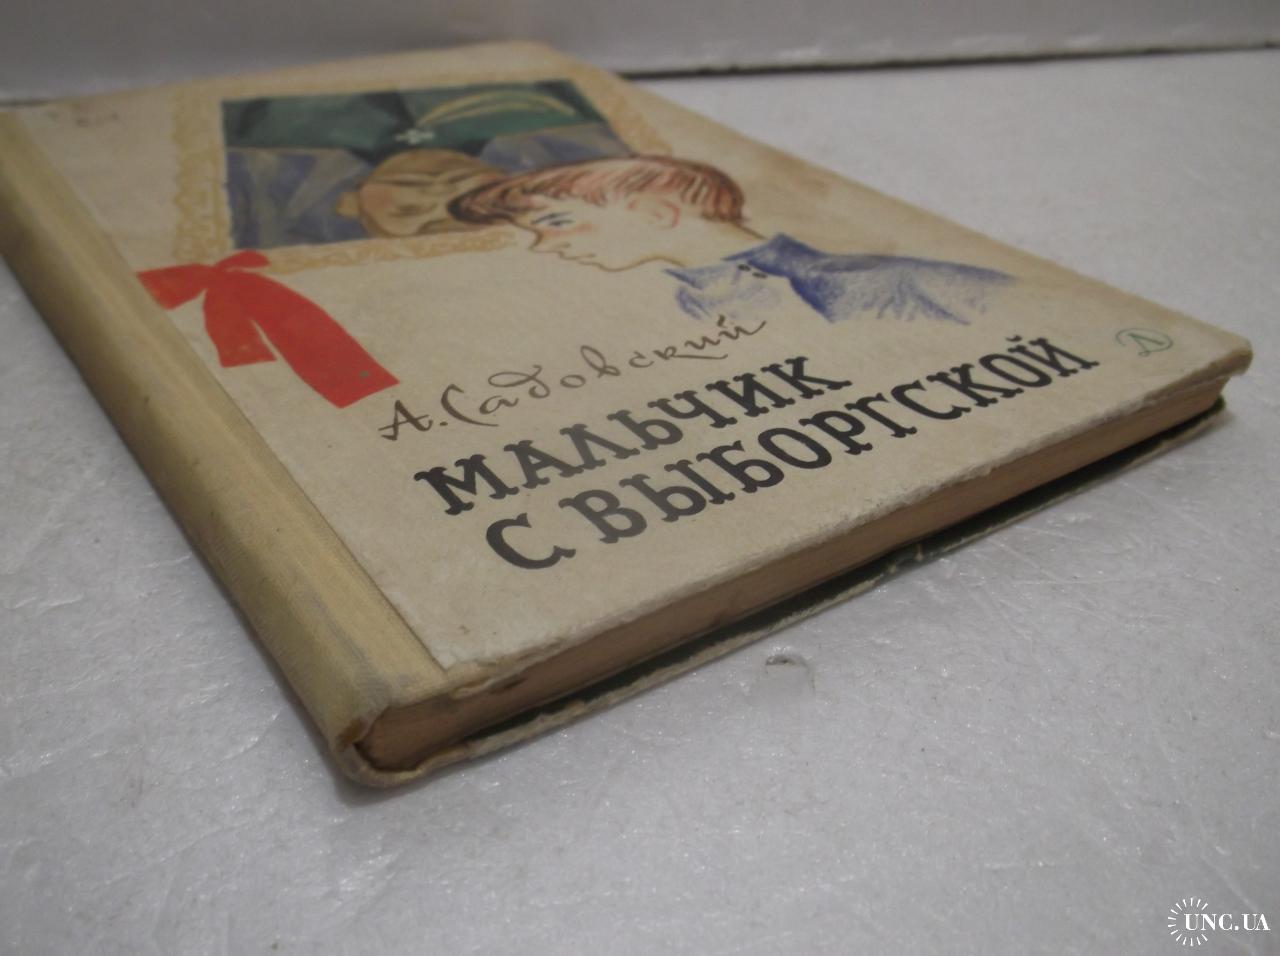 А. Садовский
МАЛЬЧИК
С ВЫБОРГСКОЙ
Д
UNC.UA